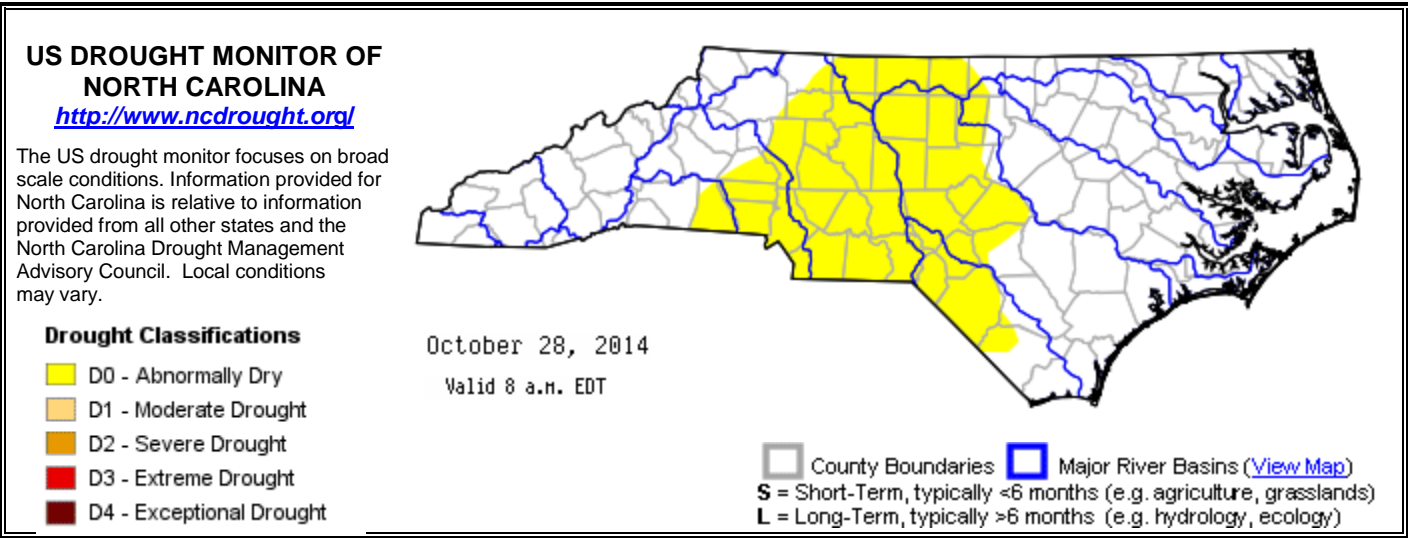 US DROUGHT MONITOR OF
NORTH CAROLINA
http://www.ncdrought.org/
The US drought monitor focuses on broad
scale conditions. Information provided for
North Carolina is relative to information
provided from all other states and the
North Carolina Drought Management
Advisory Council. Local conditions
may vary.
Drought Classifications
D0 - Abnormally Dry
D1 - Moderate Drought
D2 - Severe Drought
D3 - Extreme Drought
D4 - Exceptional Drought
October 28, 2014
Valid 8 a.m. EDT
County Boundaries Major River Basins (View Map)
S = Short-Term, typically <6 months (e.g. agriculture, grasslands)
L = Long-Term, typically >6 months (e.g. hydrology, ecology)